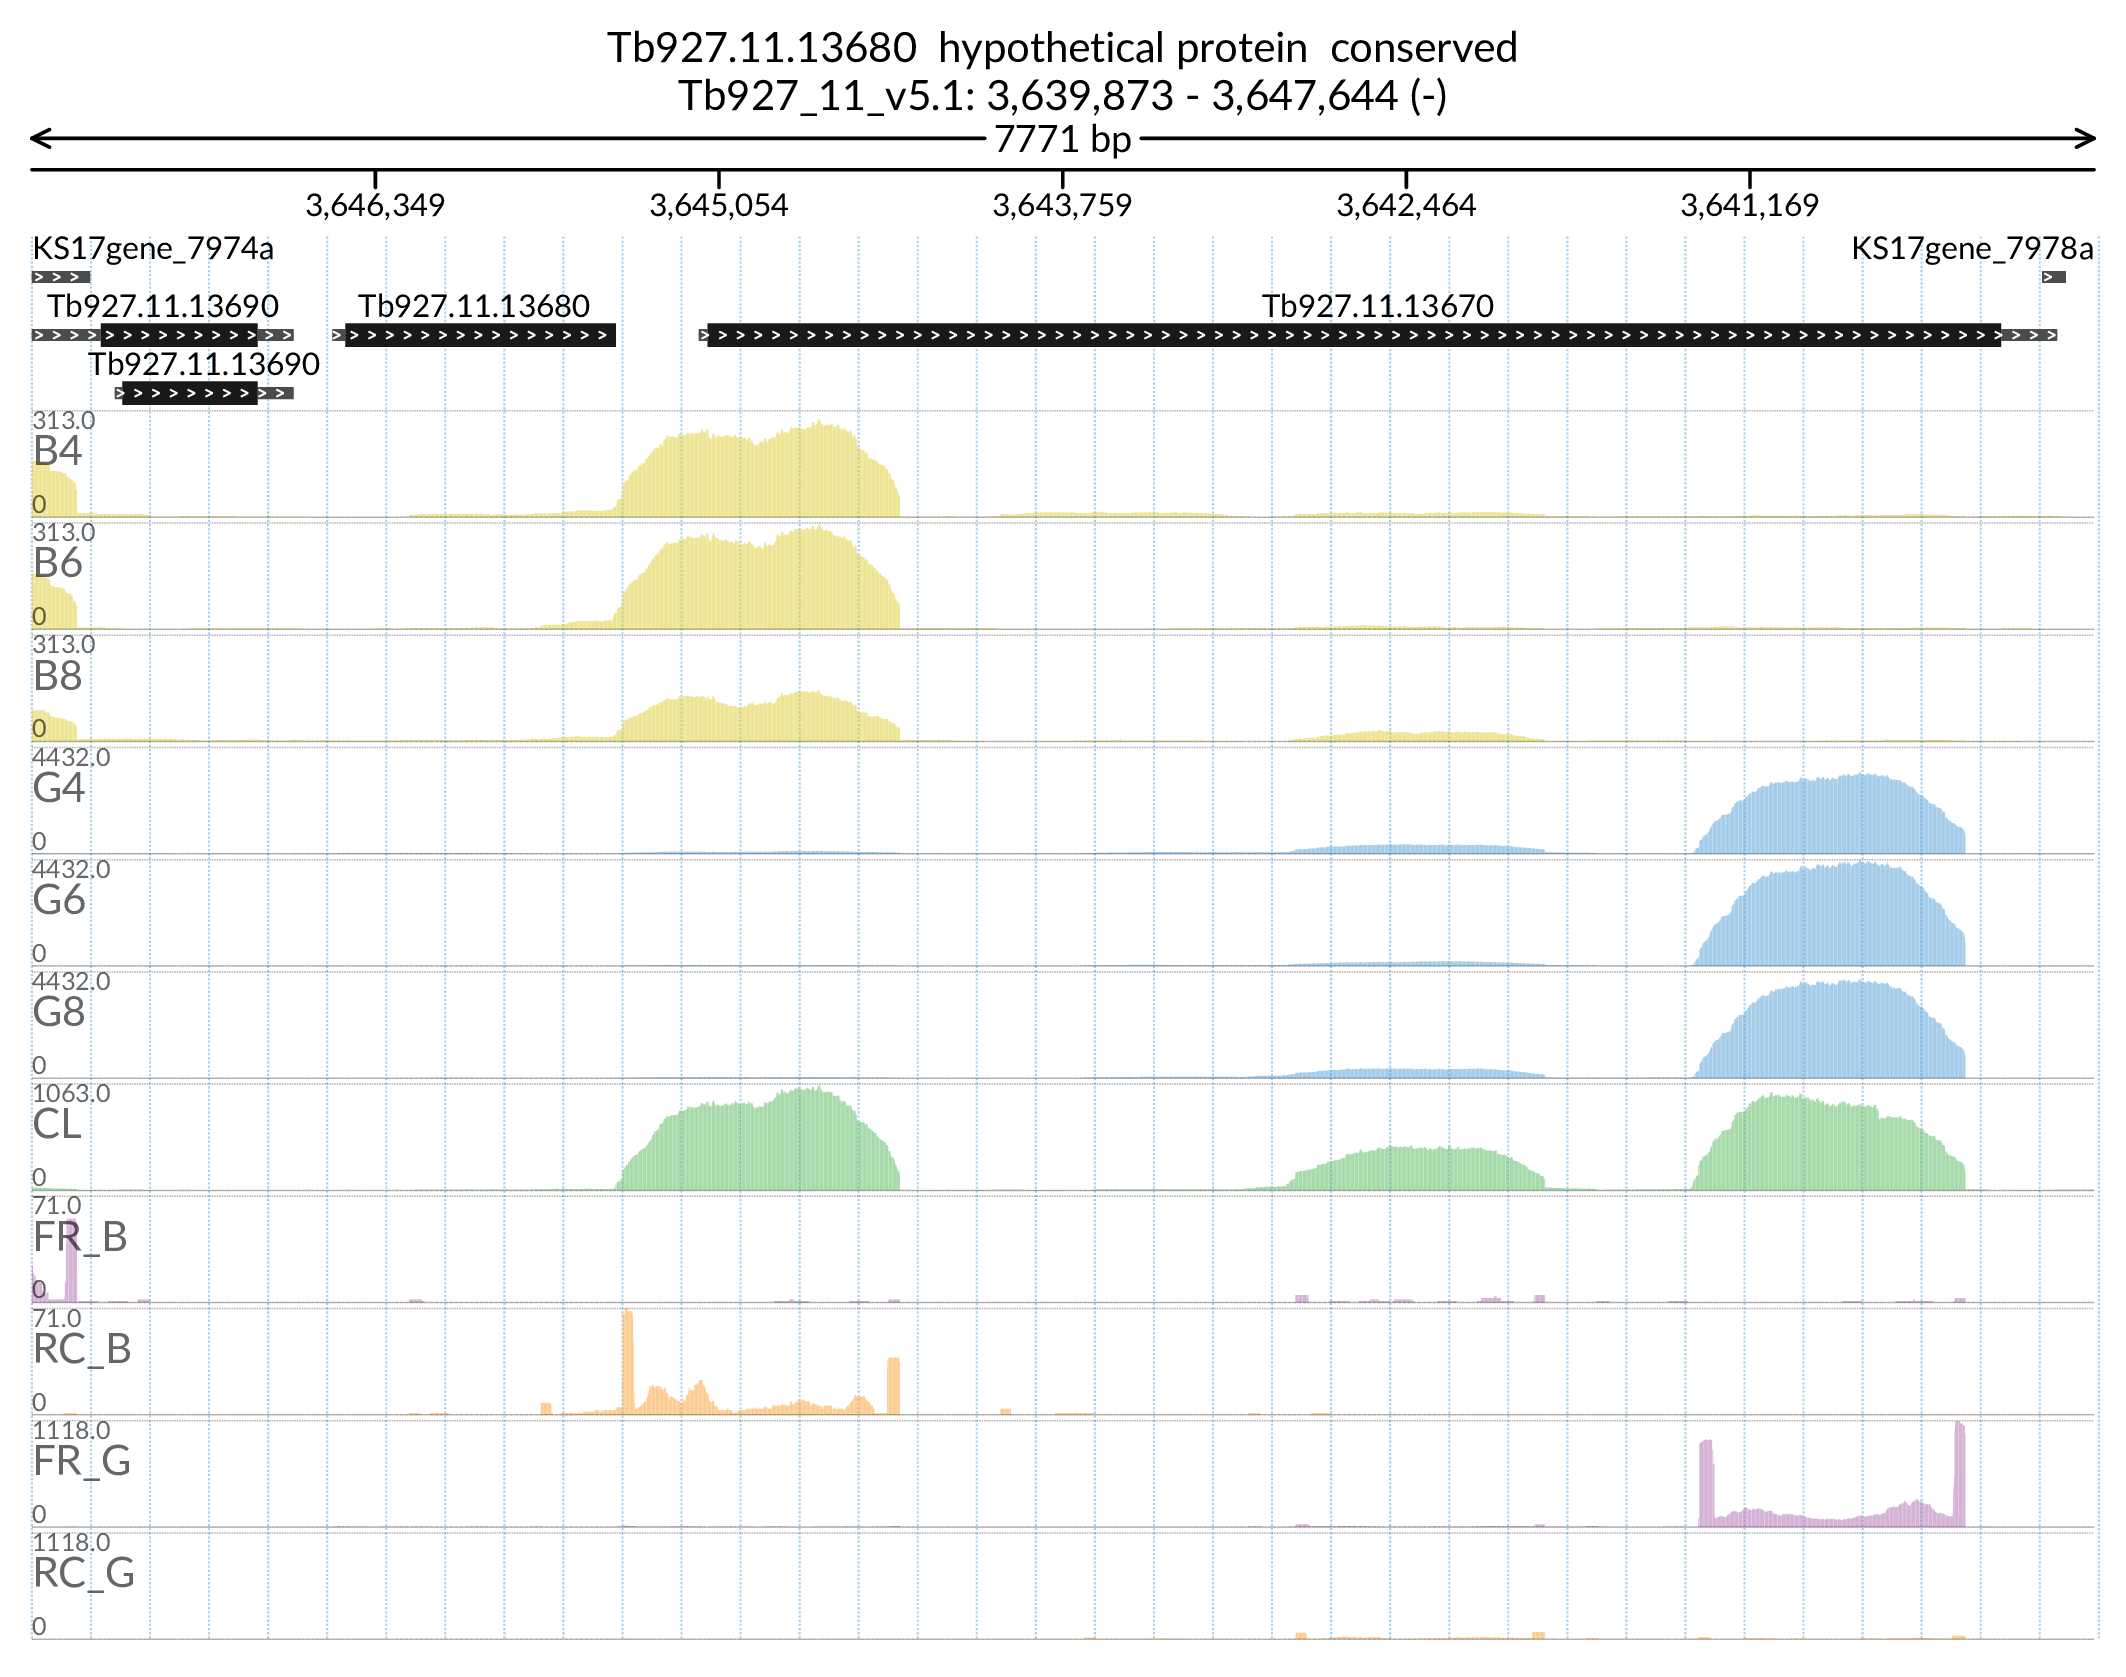 Tb927.11.13680 hypothetical protein conserved
Tb927_11_v5.1: 3,639,873 - 3,647,644 (-)
7771 bp
3,646,349 3,645,054 3,643,759 3,642,464 3,641,169
KS17gene_7974a KS17gene_7978a
Tb927.11.13690 Tb927.11.13680 Tb927.11.13670
Tb927.11.13690
313.0
B4
0
313.0
B6
0
313.0
B8
0
4432.0
G4
0
4432.0
G6
0
4432.0
G8
0
1063.0
CL
0
71.0
FR_B
0
71.0
RC_B
0
1118.0
FR_G
0
1118.0
RC_G
0